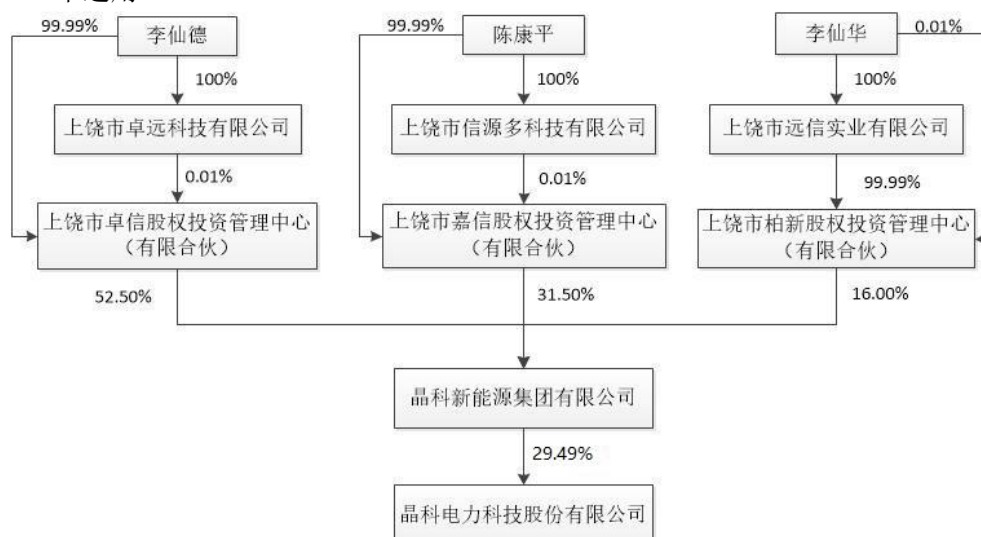 99.99%
李仙德
99.99%
陈康平
李仙华
0.01%
100%
100%
100%
上饶市卓远科技有限公司
上饶市信源多科技有限公司
上饶市远信实业有限公司
0.01%
0.01%
99.99%
上饶市卓信股权投资管理中心
（有限合伙）
上饶市嘉信股权投资管理中心
（有限合伙）
上饶市柏新股权投资管理中心
（有限合伙）
52.50%
31.50%
16.00%
晶科新能源集团有限公司
29.49%
晶科电力科技股份有限公司